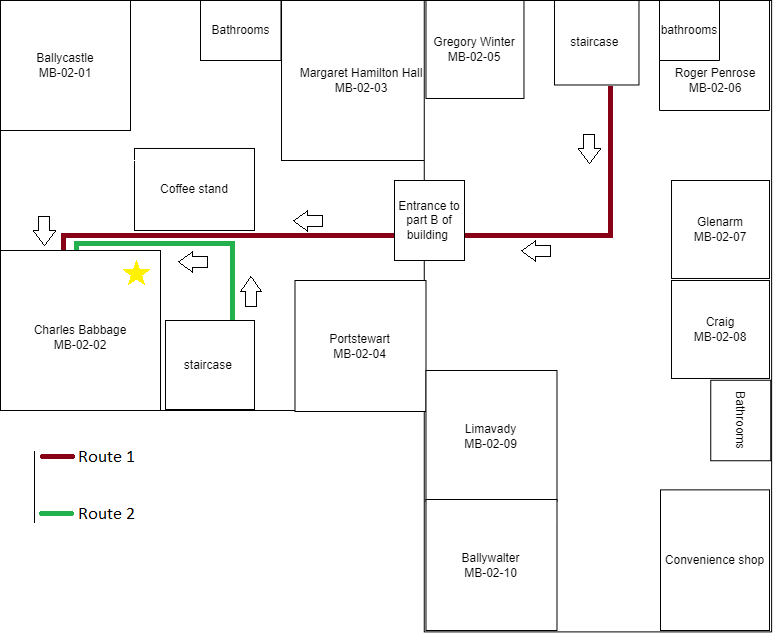 Ballycastle
MB-02-01
Bathrooms
Margaret Hamilton Hall
MB-02-03
Gregory Winter
MB-02-05
staircase
bathrooms
Roger Penrose
MB-02-06
Coffee stand
Entrance to
part B of
building
Glenarm
MB-02-07
Charles Babbage
MB-02-02
staircase
Portstewart
MB-02-04
Craig
MB-02-08
Bathrooms
Limavady
MB-02-09
Ballywalter
MB-02-10
Convenience shop
Route 1
Route 2